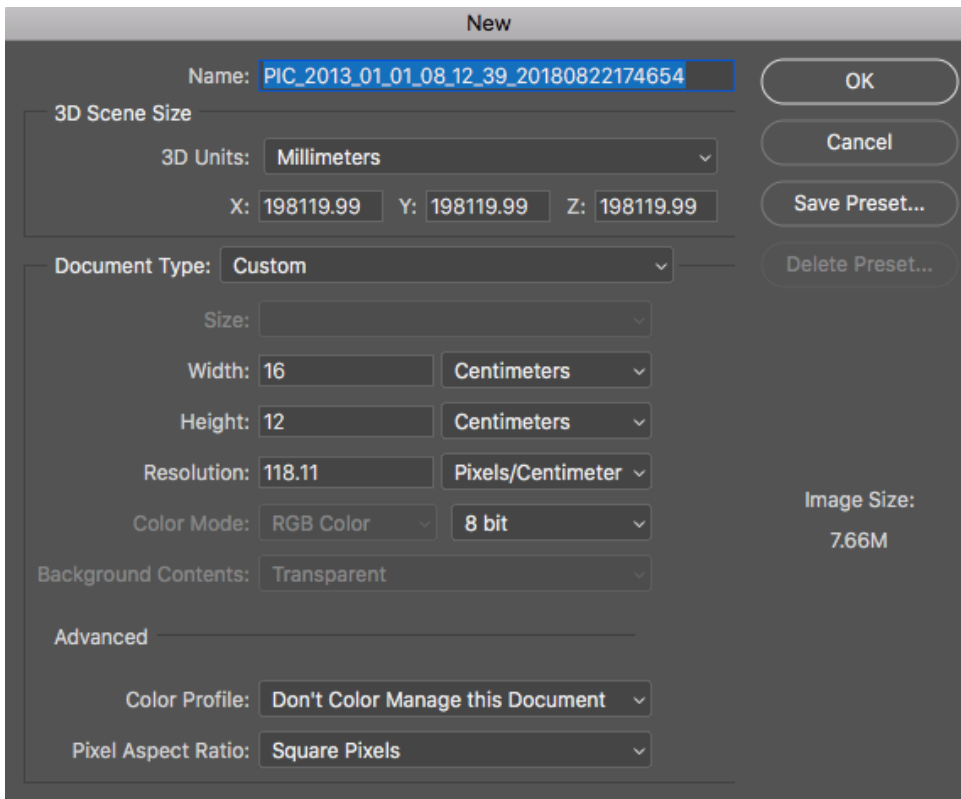 New
Name: PIC_2013_01_01_08_12_39_20180822174654
OK
3D Scene Size
Cancel
3D Units: Millimeters
X: 198119.99 Y: 198119.99 Z: 198119.99
Save Preset...
Document Type: Custom
Delete Preset...
Size:
Width: 16 Centimeters
Height: 12 Centimeters
Resolution: 118.11 Pixels/Centimeter
Image Size:
7.66M
Color Mode: RGB Color 8 bit
Background Contents: Transparent
Advanced
Color Profile: Don't Color Manage this Document
Pixel Aspect Ratio: Square Pixels